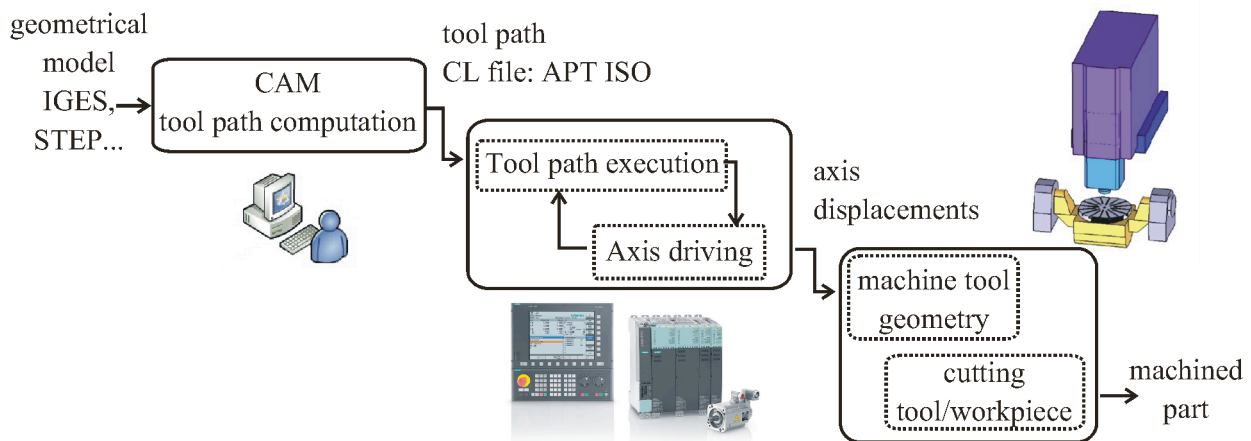 geometrical
model
IGES,
STEP...
CAM
tool path computation
tool path
CL file: APT ISO
Tool path execution
Axis driving
axis
displacements
machine tool
geometry
cutting
tool/workpiece
machined
part